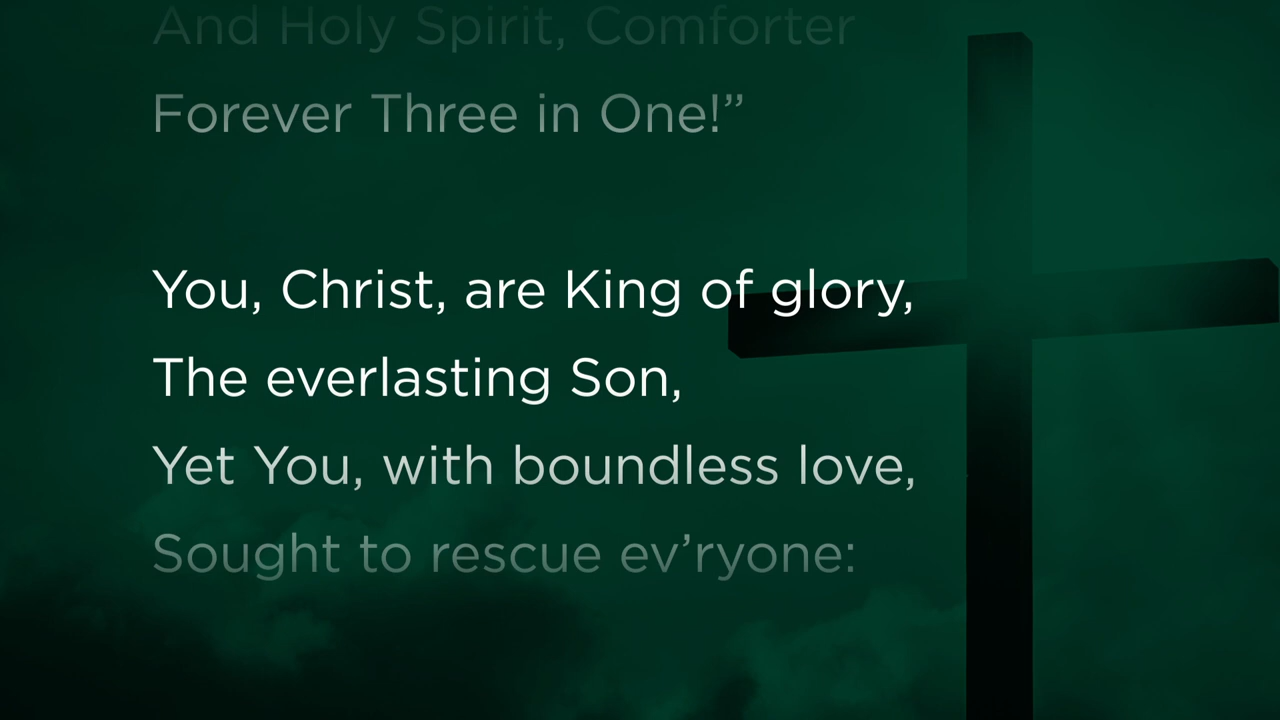 And Holy Spirit, Comforter
Forever Three in One!”
You, Christ, are King of glory,
The everlasting Son,
Yet You, with boundless love,
Sought to rescue ev’ryone: